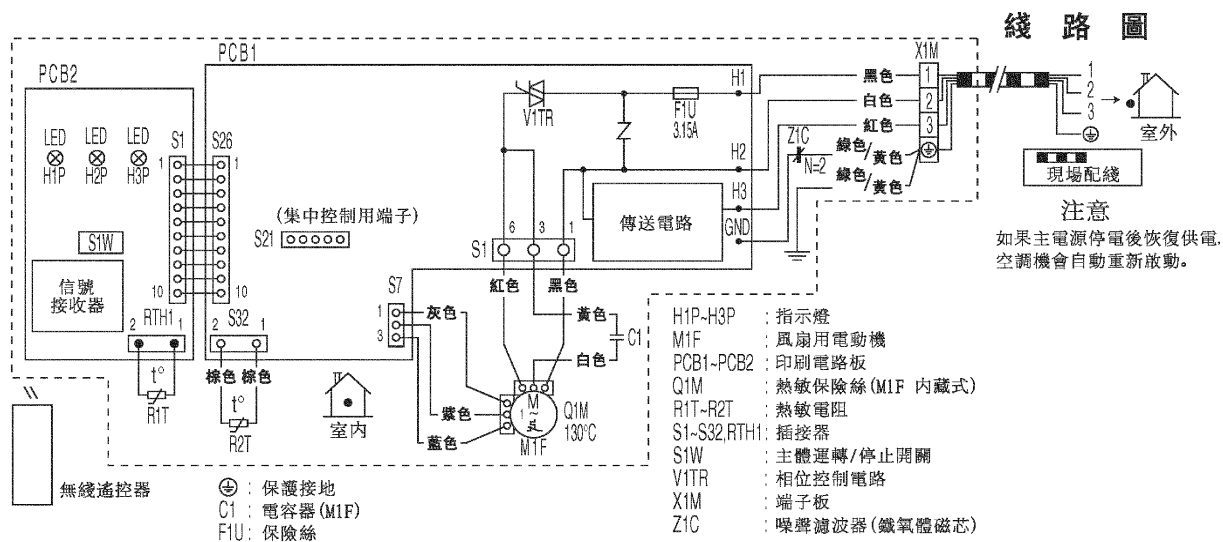 綫 路 圖
PCB1
X1M
PCB2
H1
黑色
1
1
2
3
室外
V1TR
F1U
3.15A
白色
2
紅色
3
LED LED LED
H1P H2P H3P
S1 S26
1 1
10 10
Z1C
N=2
綠色/黃色
綠色/黃色
H2
H3
GND
現場配綫
注意
如果主電源停電後恢復供電,
空調機會自動重新啟動。
(集中控制用端子)
S21
傳送電路
S1W
信號
接收器
S1 6 3 1
紅色 黑色
S7
1
3
灰色
黃色
C1
白色
RTH1
2 1
S32
2 1
棕色 棕色
t°
R1T
t°
R2T
室内
紫色
藍色
M
~
1
Q1M
130°C
M1F
H1P~H3P : 指示燈
M1F : 風扇用電動機
PCB1~PCB2 : 印刷電路板
Q1M : 熱敏保險絲(M1F 内藏式)
R1T~R2T : 熱敏電阻
S1~S32,RTH1: 插接器
S1W : 主體運轉/停止開關
V1TR : 相位控制電路
X1M : 端子板
Z1C : 噪聲濾波器(鐵氧體磁芯)
無綫遙控器
: 保護接地
C1 : 電容器(M1F)
F1U: 保險絲